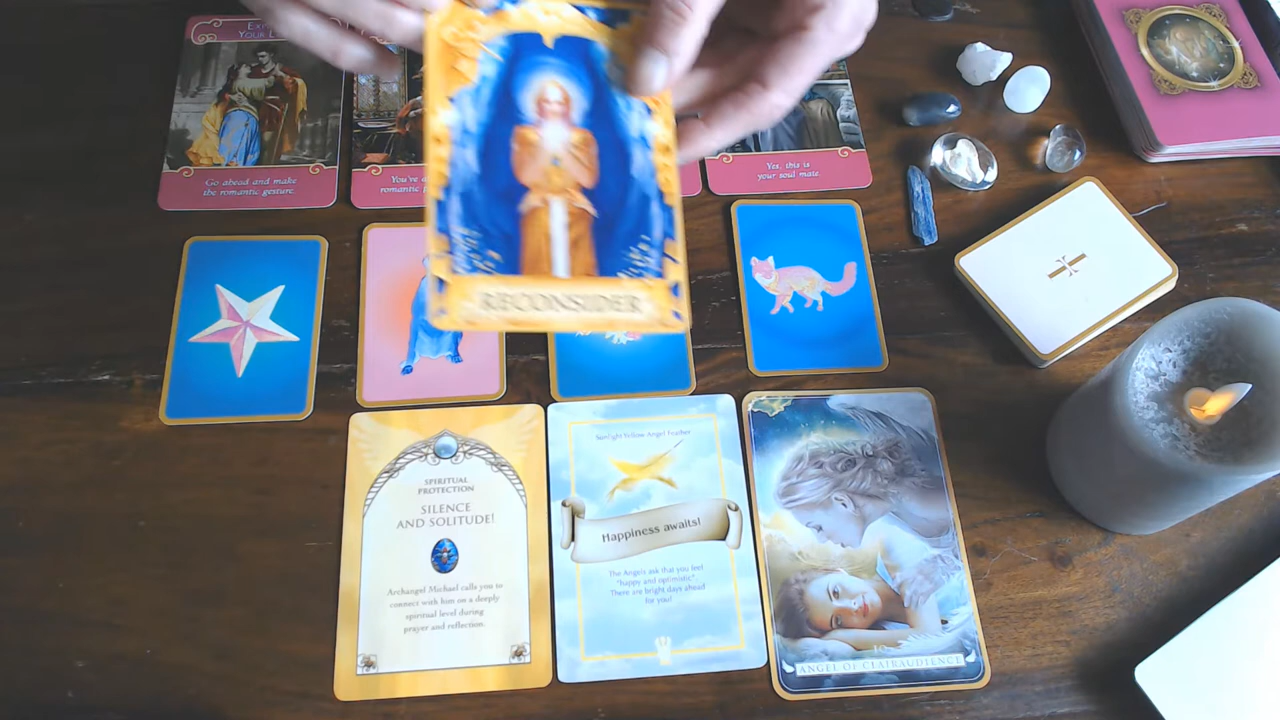 Go ahead and make
the romantic gesture.
You've a
romantic
Yes, this is
your soul mate.
RECONSIDER
SPIRITUAL
PROTECTION
SILENCE
AND SOLITUDE!
Archangel Michael calls you to
connect with him on a deeply
spiritual level during
prayer and reflection.
Sunlight Yellow Angel Feather
Happiness awaits!
The Angels ask that you feel
"happy and optimistic".
There are bright days ahead
for you!
ANGEL OF CLAIRAUDIENCE